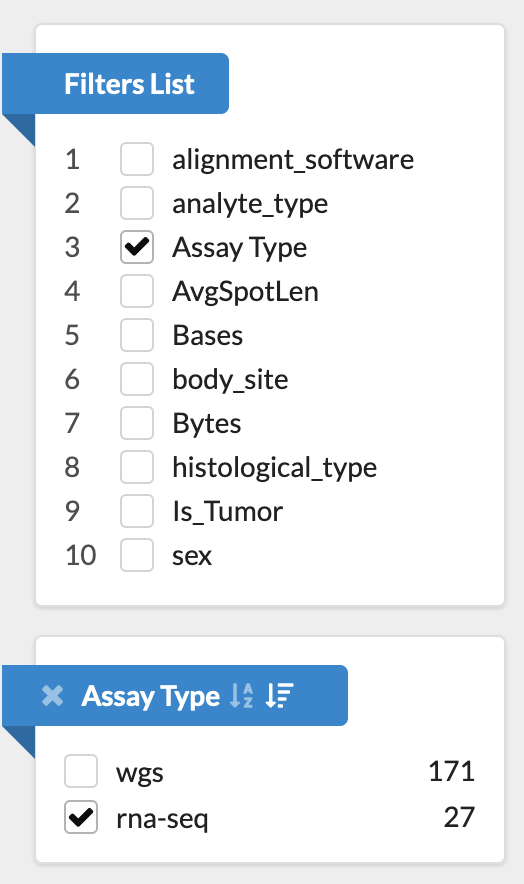 Filters List
1 alignment_software
2 analyte_type
3 Assay Type
4 AvgSpotLen
5 Bases
6 body_site
7 Bytes
8 histological_type
9 Is_Tumor
10 sex
Assay Type
wgs 171
rna-seq 27